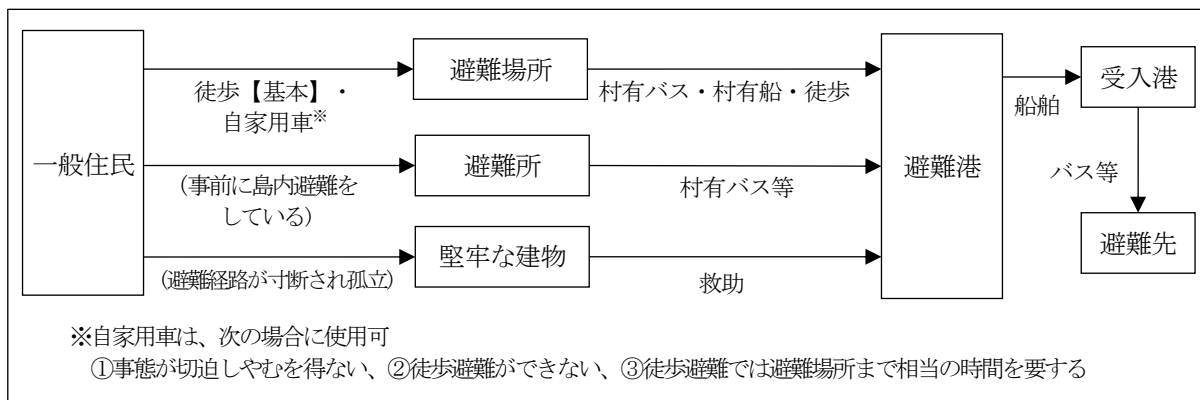 一般住民
徒歩【基本】・
自家用車※
避難場所
村有バス・村有船・徒歩
(事前に島内避難を
している)
避難所
村有バス等
(避難経路が寸断され孤立)
堅牢な建物
救助
避難港
船舶
受入港
バス等
避難先
※自家用車は、次の場合に使用可
①事態が切迫しやむを得ない、②徒歩避難ができない、③徒歩避難では避難場所まで相当の時間を要する